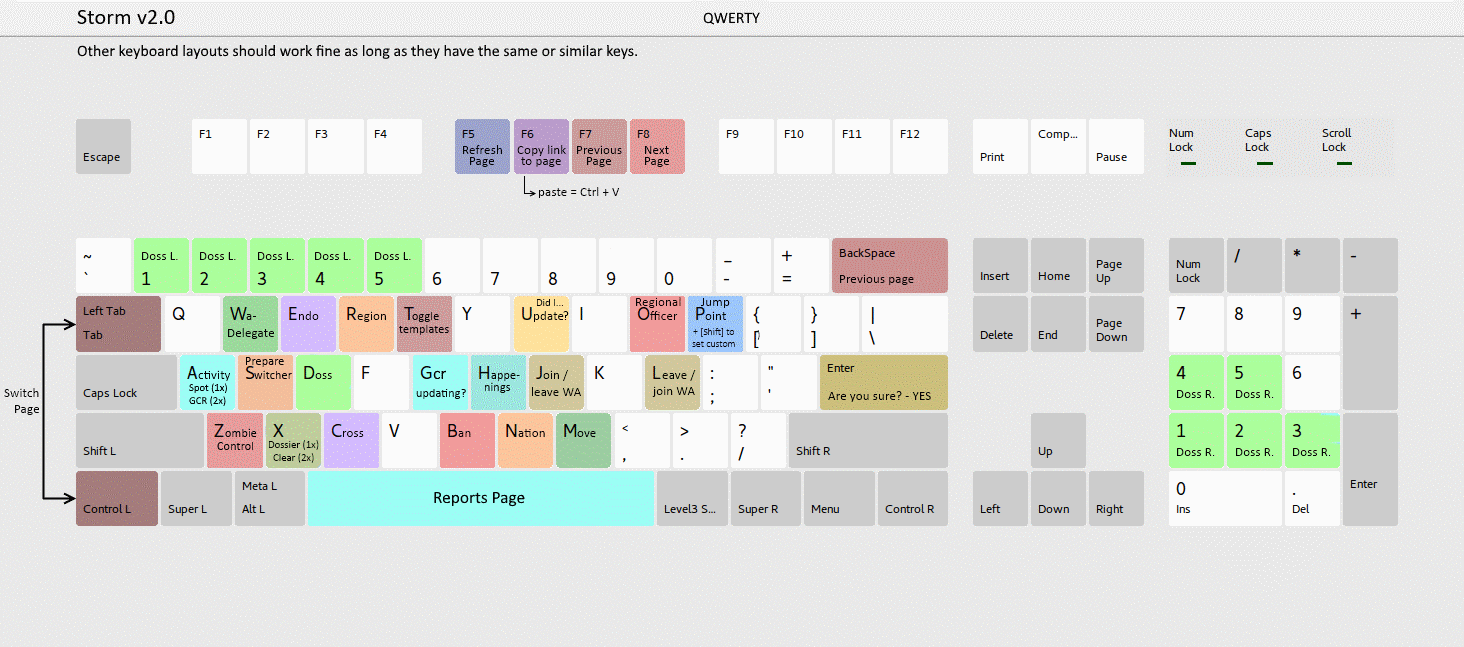 Storm v2.0
QWERTY
Other keyboard layouts should work fine as long as they have the same or similar keys.
Escape
F1
F2
F3
F4
F5
Refresh
Page
F6
Copy link
to page
F7
Previous
Page
F8
Next
Page
F9
F10
F11
F12
Print
Comp...
Pause
Num
Lock
Caps
Lock
Scroll
Lock
paste = Ctrl + V
~
`
Doss L.
1
Doss L.
2
Doss L.
3
Doss L.
4
Doss L.
5
6
7
8
9
0
_
-
+
=
BackSpace
Previous page
Insert
Home
Page
Up
Num
Lock
/
*
-
Left Tab
Tab
Q
Wa-
Delegate
Endo
Region
Toggle
templates
Y
Did I...
Update?
I
Regional
Officer
Jump
Point
+ [Shift] to
set custom
{
[
}
]
|
\
Delete
End
Page
Down
7
8
9
+
Switch
Page
Caps Lock
Activity
Spot (1x)
GCR (2x)
Prepare
Switcher
Doss
F
Gcr
updating?
Happe-
nings
Join /
leave WA
K
Leave /
join WA
:
;
"
'
Enter
Are you sure? - YES
4
Doss R.
5
Doss R.
6
Shift L
Zombie
Control
X
Dossier (1x)
Clear (2x)
Cross
V
Ban
Nation
Move
<
,
>
.
?
/
Shift R
Up
1
Doss R.
2
Doss R.
3
Doss R.
Enter
Control L
Super L
Meta L
Alt L
Reports Page
Level3 S...
Super R
Menu
Control R
Left
Down
Right
0
Ins
.
Del